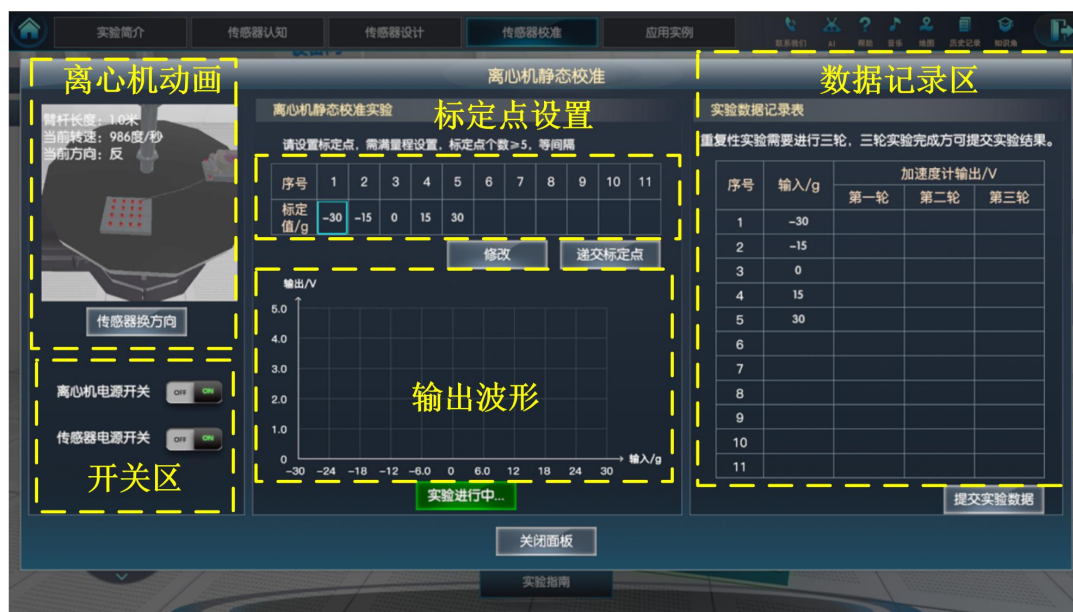 实验简介
传感器认知
传感器设计
传感器校准
应用实例
联系我们
AI
帮助
音乐
地图
历史记录
知识角
离心机静态校准
离心机动画
臂杆长度：1.0米
当前转速：986度/秒
当前方向：反
传感器换方向
离心机电源开关 OFF ON
传感器电源开关 OFF ON
开关区
离心机静态校准实验
标定点设置
请设置标定点，需满量程设置，标定点个数≥5，等间隔
序号 1 2 3 4 5 6 7 8 9 10 11
标定值/g -30 -15 0 15 30
修改
递交标定点
输出/V
5.0
4.0
3.0
2.0
1.0
0
输出波形
-30 -24 -18 -12 -6.0 0 6.0 12 18 24 30
输入/g
实验进行中...
数据记录区
实验数据记录表
重复性实验需要进行三轮，三轮实验完成方可提交实验结果。
序号 输入/g 加速度计输出/V
第一轮 第二轮 第三轮
1 -30
2 -15
3 0
4 15
5 30
6
7
8
9
10
11
提交实验数据
关闭面板
实验指南